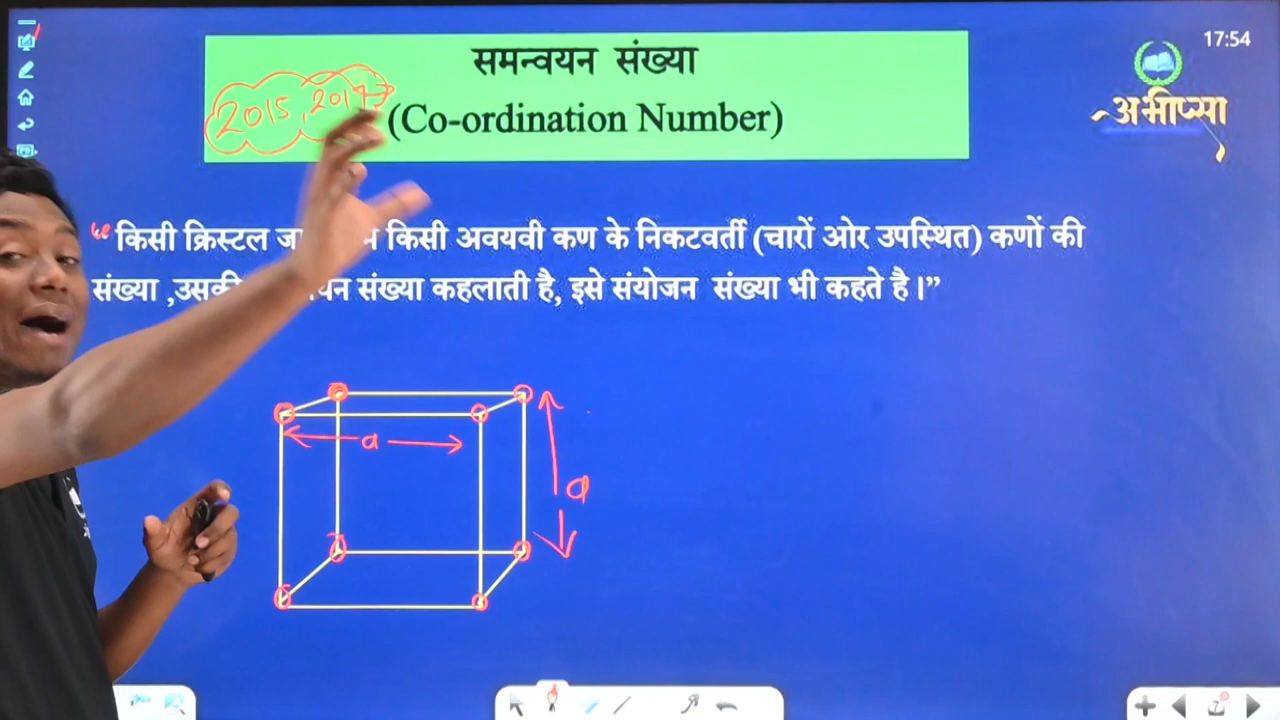 17:54
समन्वयन संख्या
2015, 2017
(Co-ordination Number)
अभीप्सा
“ किसी क्रिस्टल किसी अवयवी कण के निकटवर्ती (चारों ओर उपस्थित) कणों की
संख्या ,उसकी संख्या कहलाती है, इसे संयोजन संख्या भी कहते है।”
a
a
7